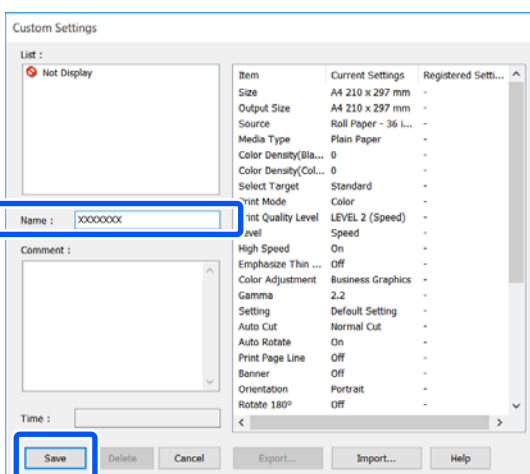 Custom Settings
List :
Not Display
Name : XXXXXXX
Comment :
Time :
Item Current Settings Registered Setti...
Size A4 210 x 297 mm -
Output Size A4 210 x 297 mm -
Source Roll Paper - 36 i... -
Media Type Plain Paper -
Color Density(Bla... 0 -
Color Density(Col... 0 -
Select Target Standard -
Print Mode Color -
Print Quality Level LEVEL 2 (Speed) -
Speed -
High Speed On -
Emphasize Thin ... Off -
Color Adjustment Business Graphics -
Gamma 2.2 -
Setting Default Setting -
Auto Cut Normal Cut -
Auto Rotate On -
Print Page Line Off -
Banner Off -
Orientation Portrait -
Rotate 180° Off -
Save Delete Cancel Export... Import... Help